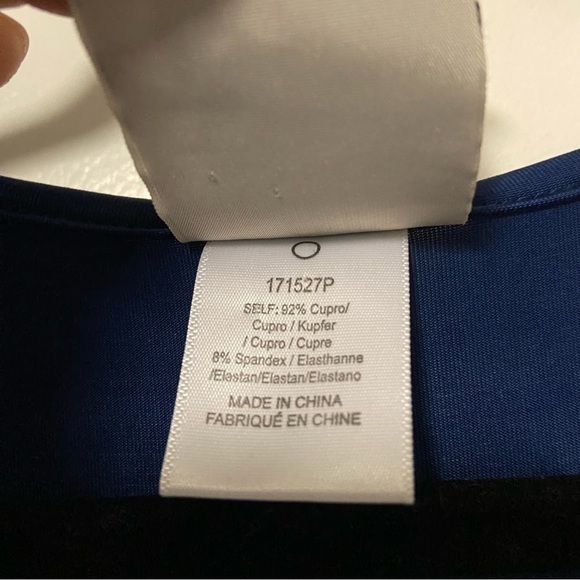 171527P
SELF: 92% Cupro/
Cupro / Kupfer
/ Cupro / Cupre
8% Spandex / Elasthanne
/Elastan/Elastan/Elastano
MADE IN CHINA
FABRIQUÉ EN CHINE